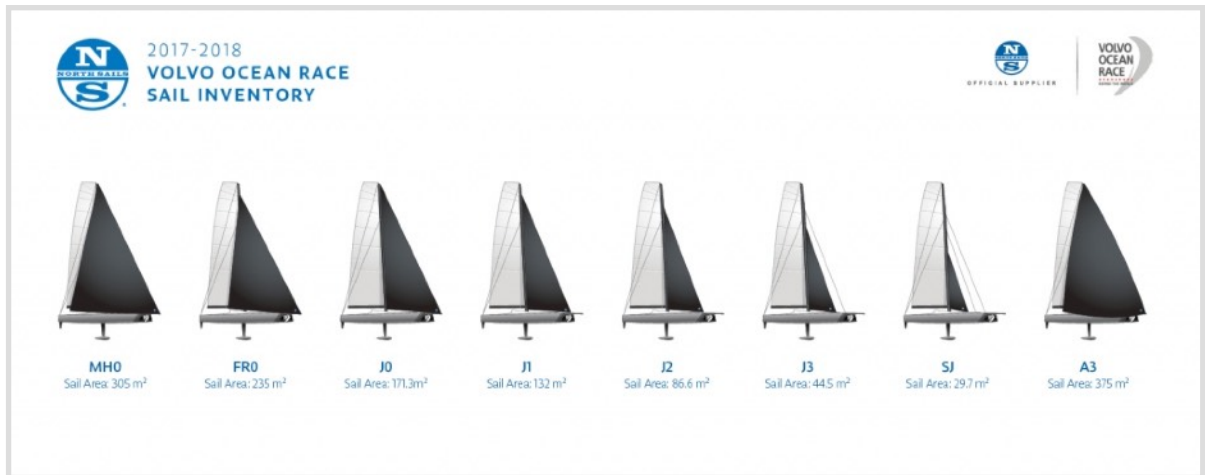 N
NORTH SAILS
S
2017-2018
VOLVO OCEAN RACE
SAIL INVENTORY
N
S
OFFICIAL SUPPLIER
VOLVO
OCEAN
RACE
MH0
Sail Area: 305 m²
FR0
Sail Area: 235 m²
J0
Sail Area: 171.3m²
J1
Sail Area: 132 m²
J2
Sail Area: 86.6 m²
J3
Sail Area: 44.5 m²
SJ
Sail Area: 29.7 m²
A3
Sail Area: 375 m²